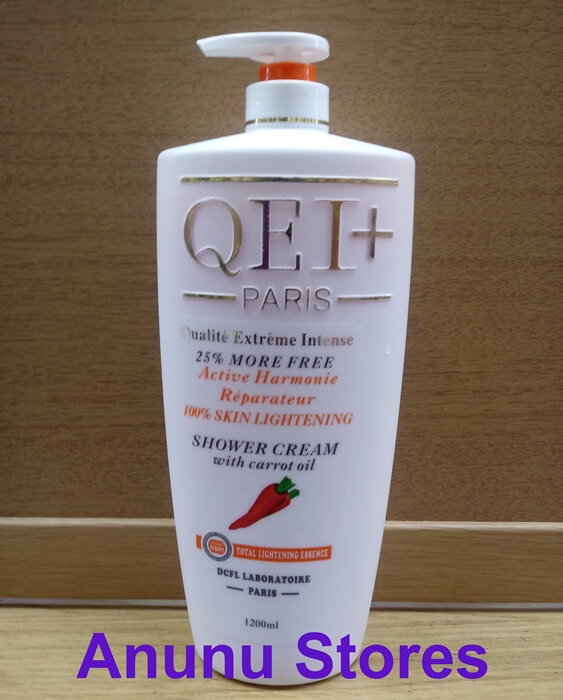 QEI+
PARIS
Qualité Extrême Intense
25% MORE FREE
Active Harmonie
Réparateur
100% SKIN LIGHTENING
SHOWER CREAM
with carrot oil
TOTAL LIGHTENING ESSENCE
DCFL LABORATOIRE
PARIS
1200ml
Anunu Stores